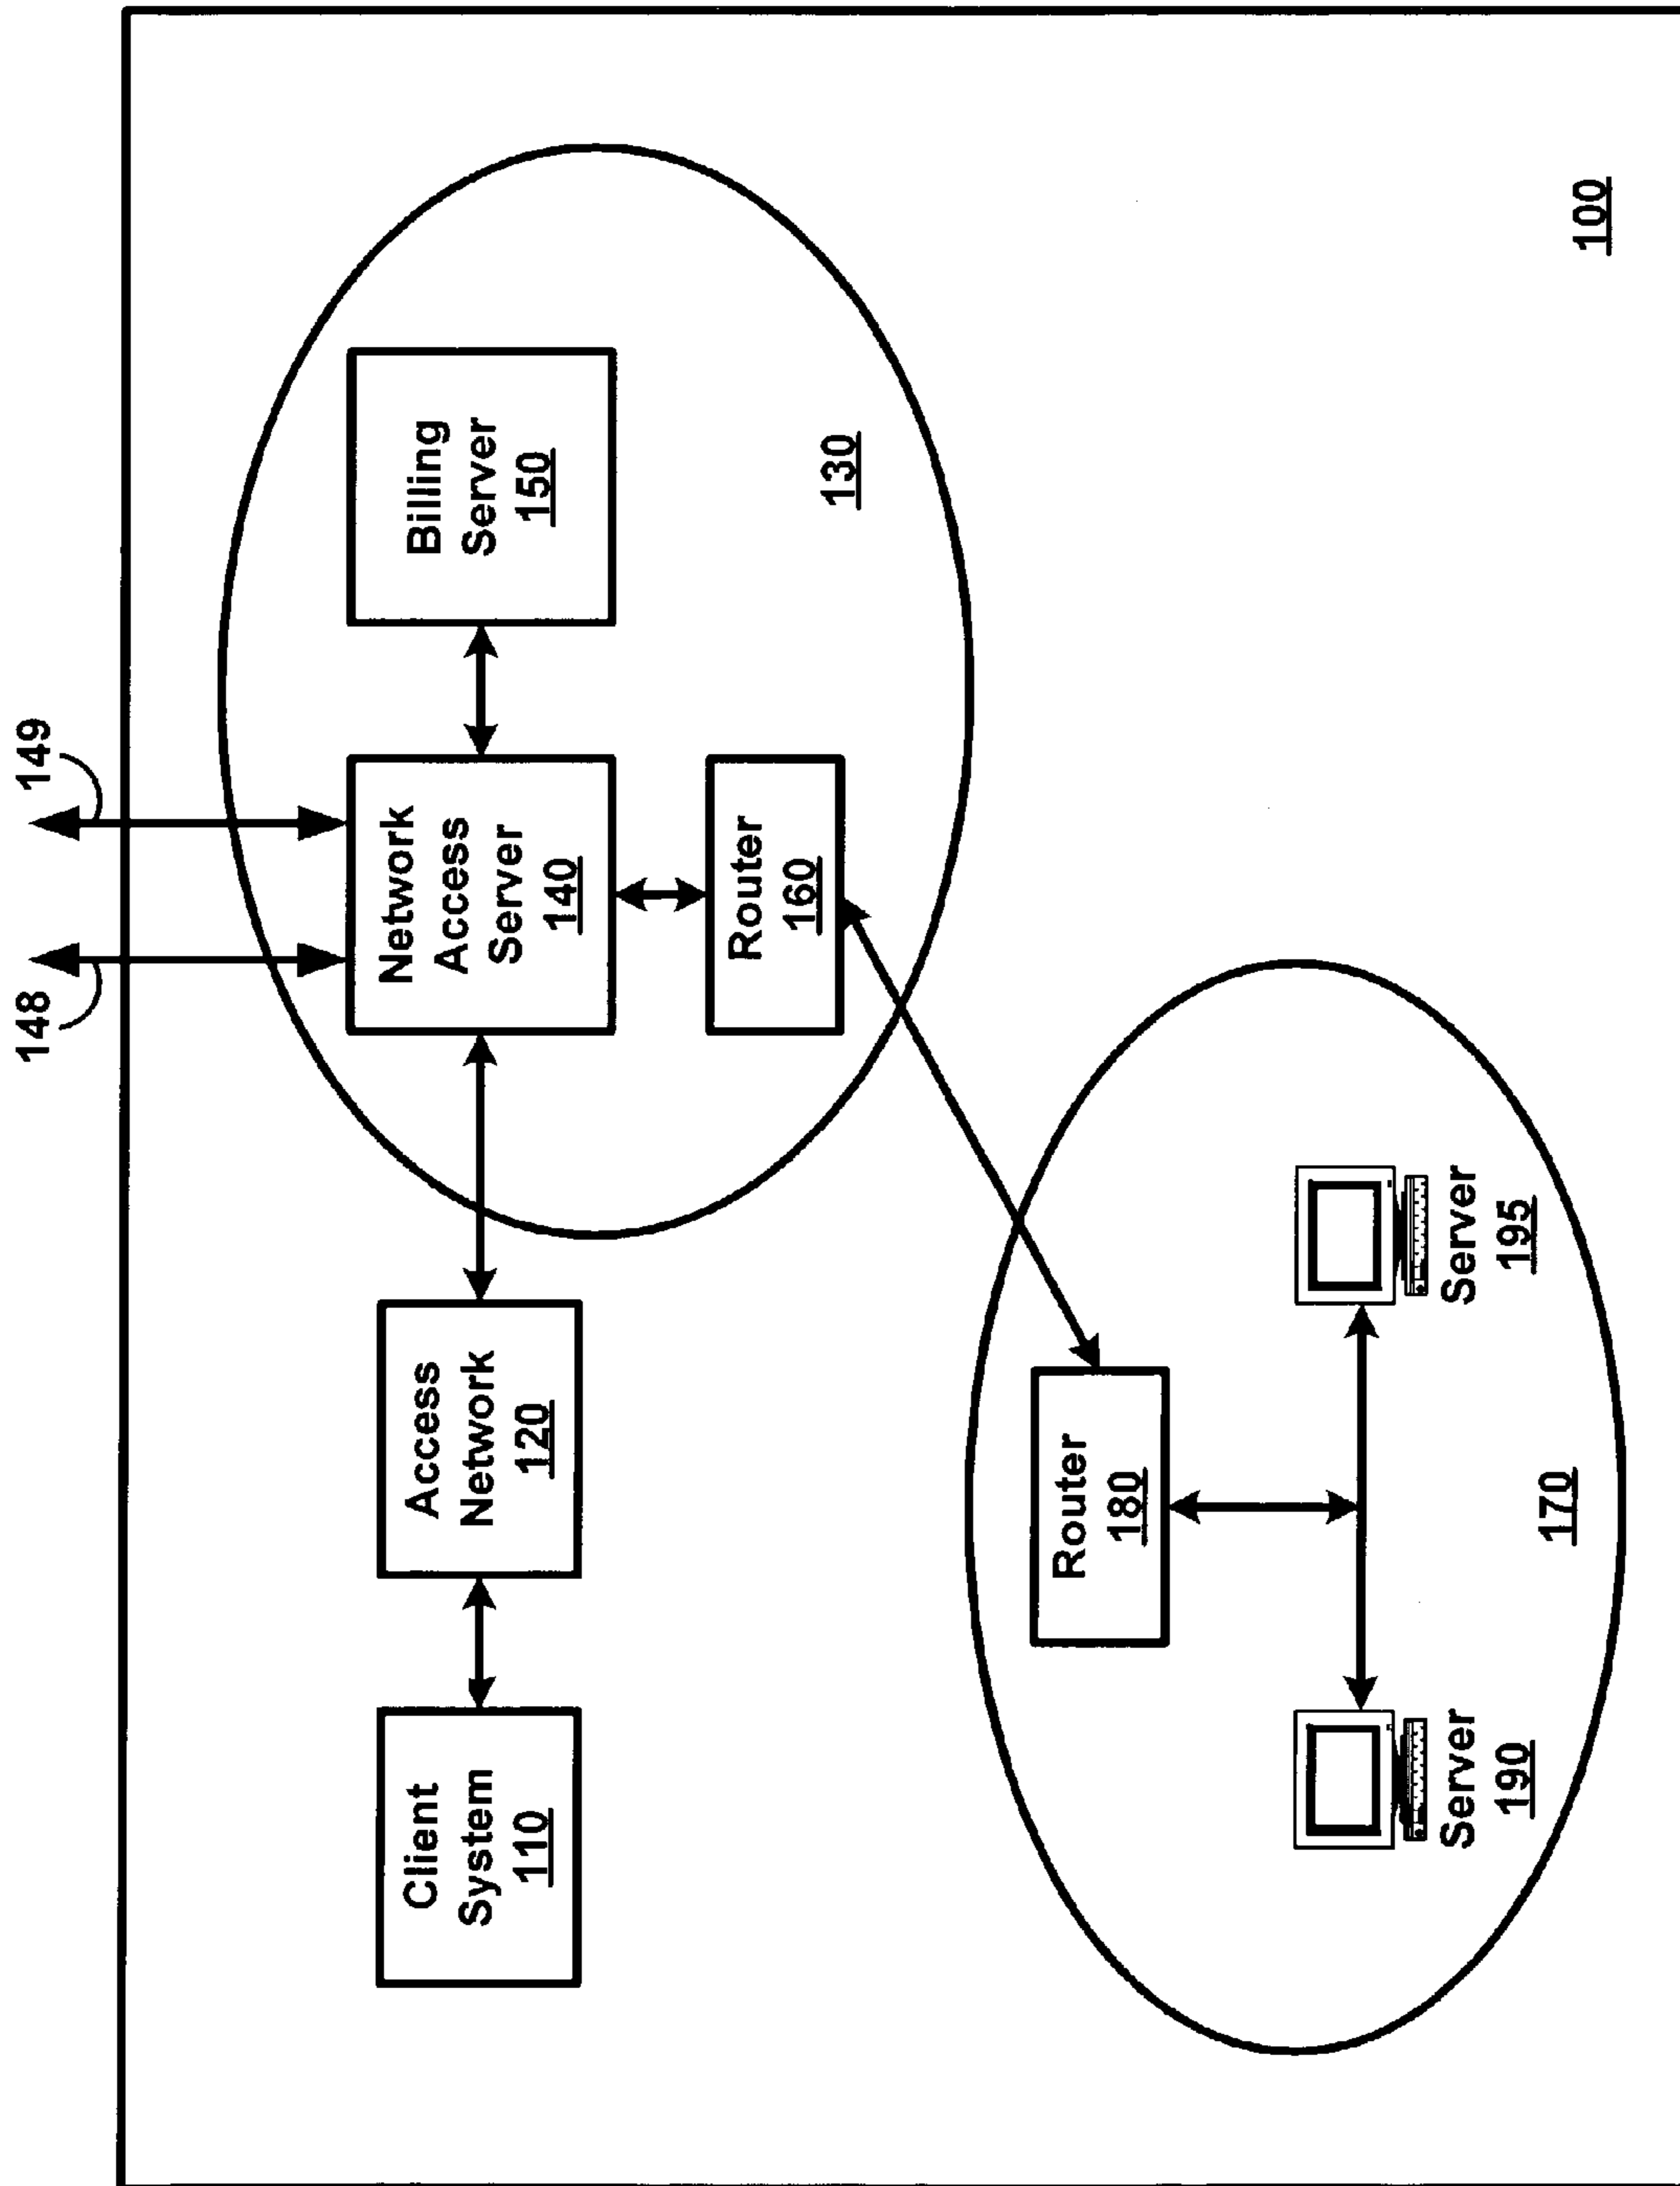 148
149
Client
System
110
Access
Network
120
Network
Access
Server
140
Billing
Server
150
Router
160
130
Router
180
Server
190
Server
195
170
100